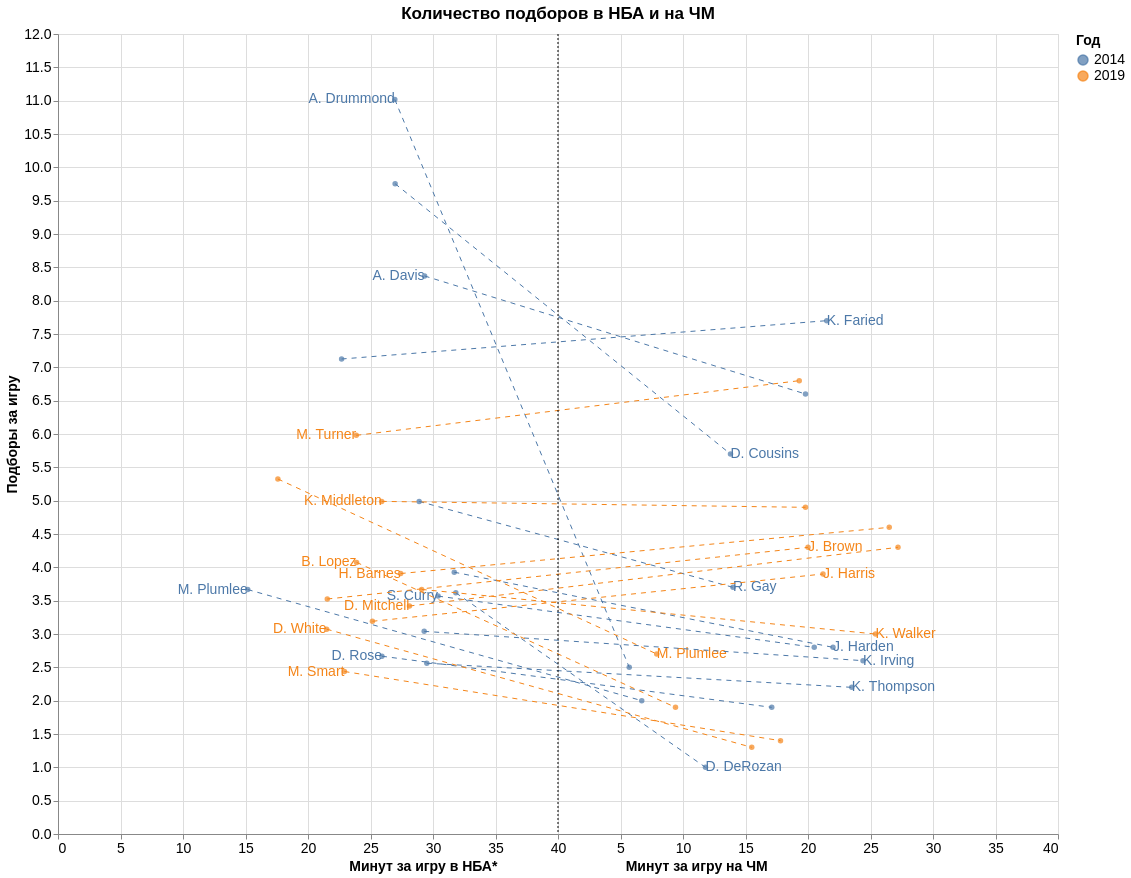 Количество подборов в НБА и на ЧМ
Год
2014
2019
Подборы за игру
12.0
11.5
11.0
10.5
10.0
9.5
9.0
8.5
8.0
7.5
7.0
6.5
6.0
5.5
5.0
4.5
4.0
3.5
3.0
2.5
2.0
1.5
1.0
0.5
0.0
A. Drummond
A. Davis
K. Faried
M. Turner
D. Cousins
K. Middleton
J. Brown
B. Lopez
H. Barnes
J. Harris
M. Plumlee
R. Gay
S. Curry
D. Mitchell
D. White
K. Walker
J. Harden
D. Rose
M. Plumlee
K. Irving
M. Smart
K. Thompson
D. DeRozan
0 5 10 15 20 25 30 35 40 5 10 15 20 25 30 35 40
Минут за игру в НБА* Минут за игру на ЧМ